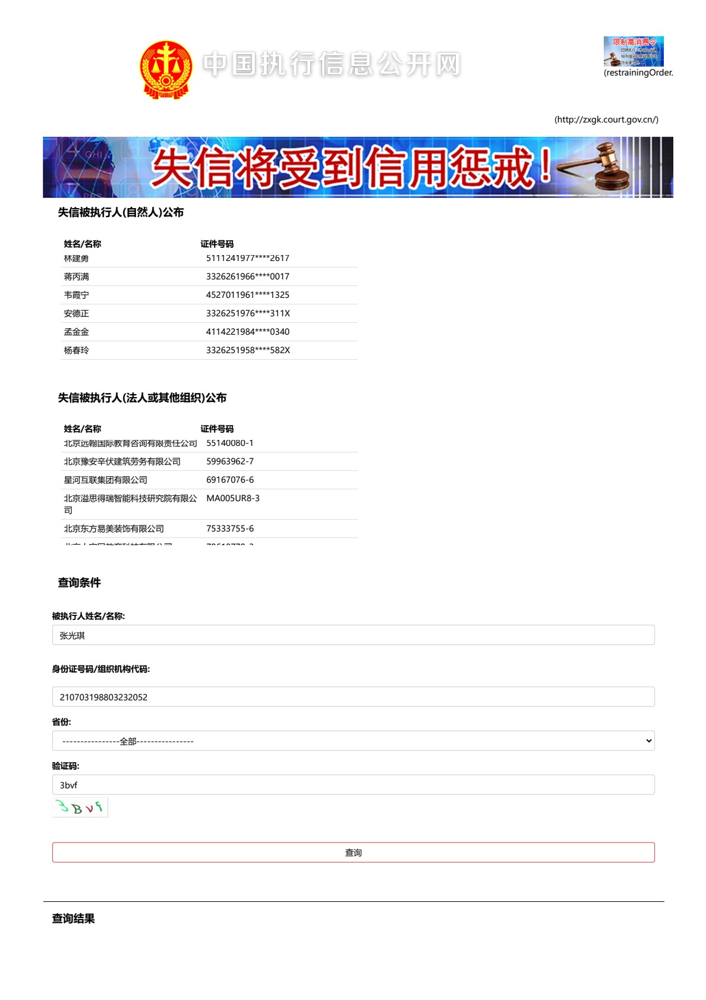 中国执行信息公开网
限制高消费令
(restrainingOrder.
(http://zxgk.court.gov.cn/)
失信将受到信用惩戒!
失信被执行人(自然人)公布
姓名/名称 证件号码
林建勇 5111241977****2617
蒋丙满 3326261966****0017
韦霞宁 4527011961****1325
安德正 3326251976****311X
孟金金 4114221984****0340
杨春玲 3326251958****582X
失信被执行人(法人或其他组织)公布
姓名/名称 证件号码
北京远翰国际教育咨询有限责任公司 55140080-1
北京豫安辛伏建筑劳务有限公司 59963962-7
星河互联集团有限公司 69167076-6
北京溢思得瑞智能科技研究院有限公 MA005UR8-3
司
北京东方易美装饰有限公司 75333755-6
查询条件
被执行人姓名/名称:
张光琪
身份证号码/组织机构代码:
210703198803232052
省份:
----------------全部----------------
验证码:
3bvf
3Bvf
查询
查询结果